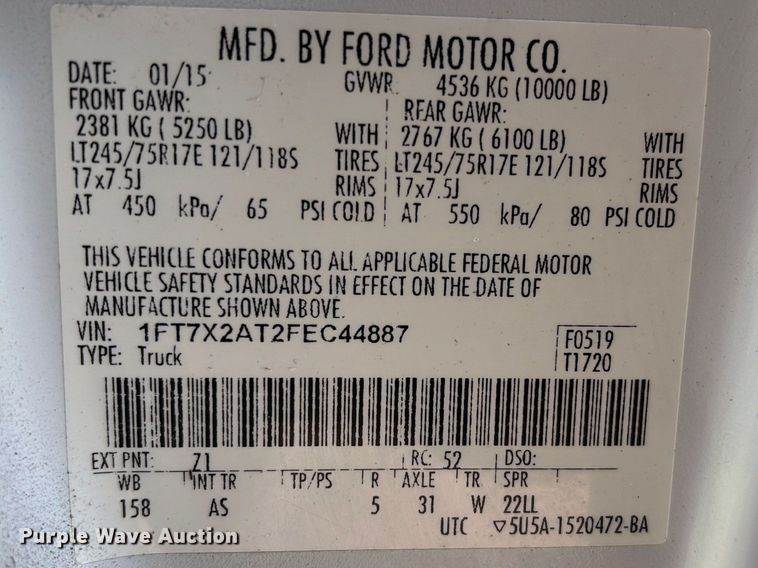 MFD. BY FORD MOTOR CO.
DATE: 01/15 GVWR 4536 KG (10000 LB)
FRONT GAWR: REAR GAWR:
2381 KG ( 5250 LB) WITH 2767 KG ( 6100 LB) WITH
LT245/75R17E 121/118S TIRES LT245/75R17E 121/118S TIRES
17x7.5J RIMS 17x7.5J RIMS
AT 450 kPa/ 65 PSI COLD AT 550 kPa/ 80 PSI COLD
THIS VEHICLE CONFORMS TO ALL APPLICABLE FEDERAL MOTOR
VEHICLE SAFETY STANDARDS IN EFFECT ON THE DATE OF
MANUFACTURE SHOWN ABOVE.
VIN: 1FT7X2AT2FEC44887 F0519
TYPE: Truck T1720
EXT PNT: Z1 RC: 52 DSO:
WB INT TR TP/PS R AXLE TR SPR
158 AS 5 31 W 22LL
UTC ▽5U5A-1520472-BA
Purple Wave Auction